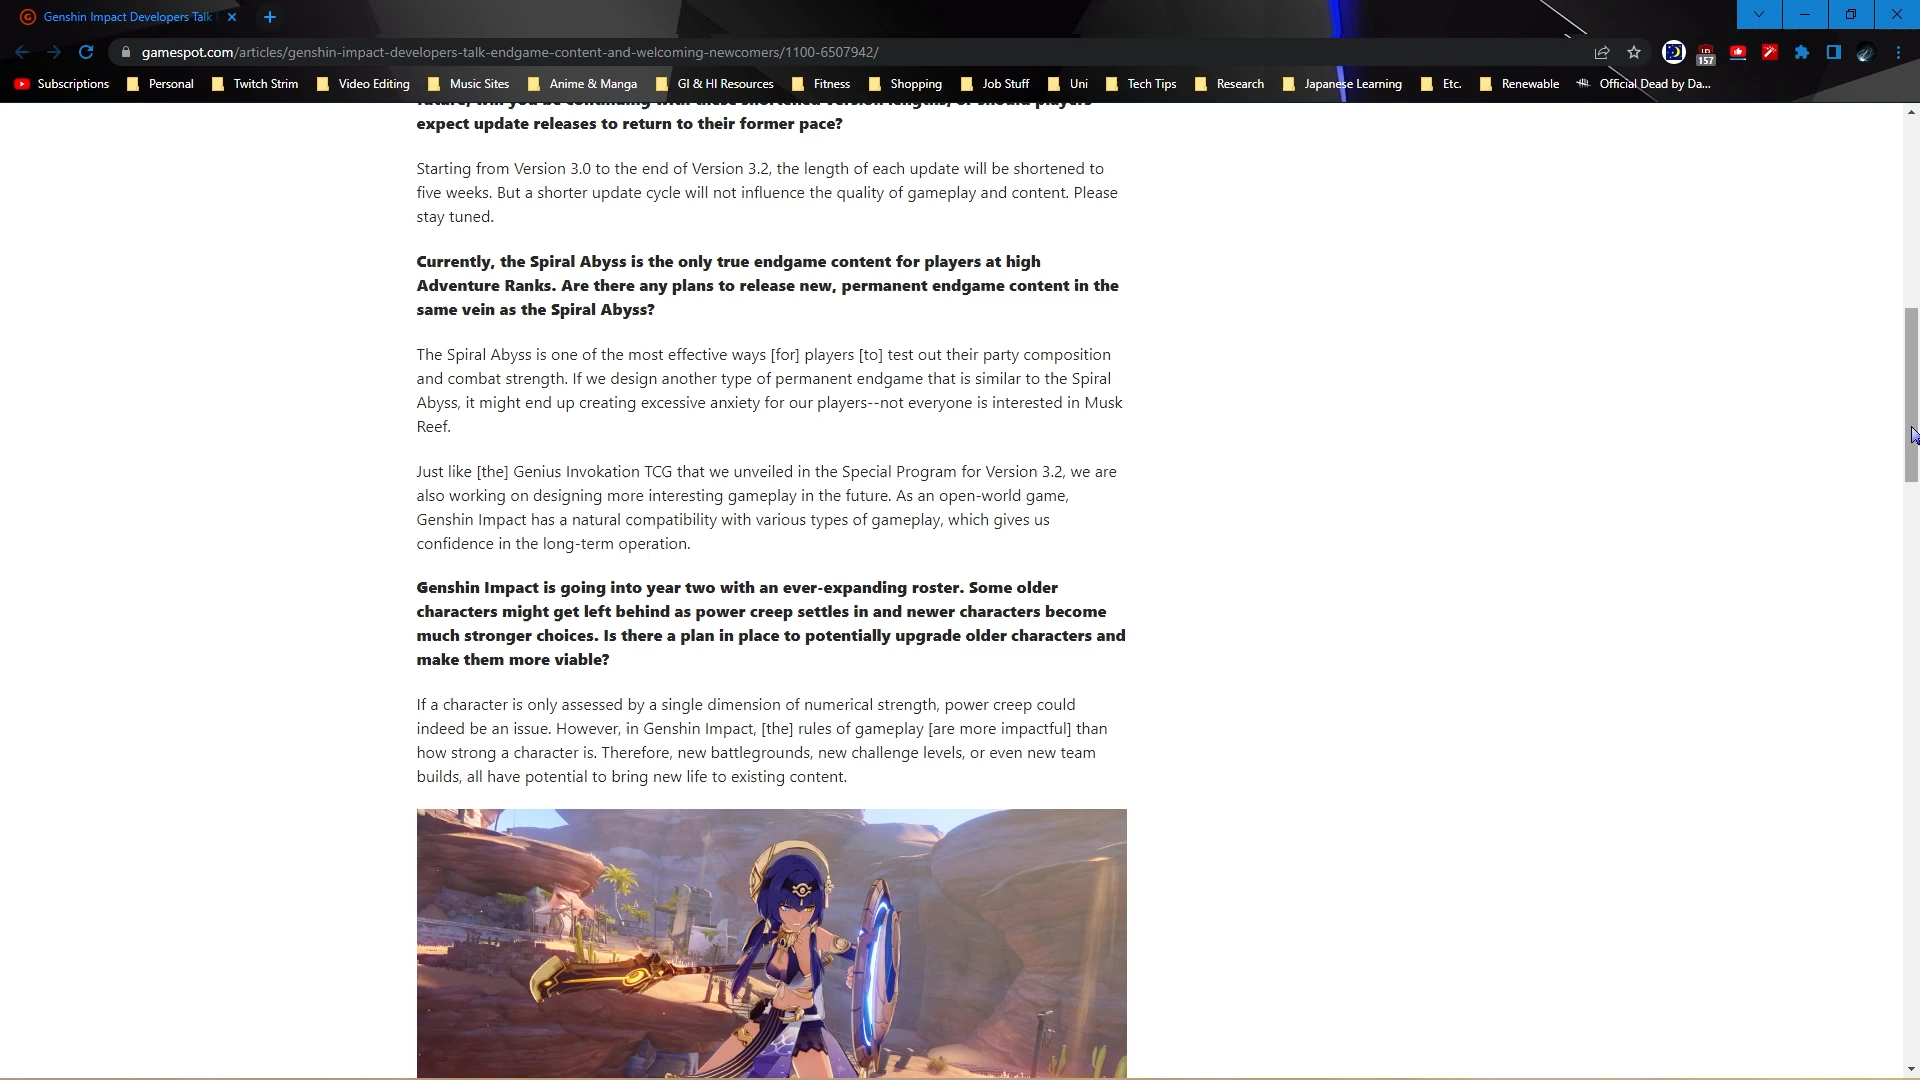 Genshin Impact Developers Talk
gamespot.com/articles/genshin-impact-developers-talk-endgame-content-and-welcoming-newcomers/1100-6507942/
157
Subscriptions Personal Twitch Strim Video Editing Music Sites Anime & Manga GI & HI Resources Fitness Shopping Job Stuff Uni Tech Tips Research Japanese Learning Etc. Renewable Official Dead by Da...
future, will you be continuing with these shortened version lengths, or should players
expect update releases to return to their former pace?
Starting from Version 3.0 to the end of Version 3.2, the length of each update will be shortened to
five weeks. But a shorter update cycle will not influence the quality of gameplay and content. Please
stay tuned.
Currently, the Spiral Abyss is the only true endgame content for players at high
Adventure Ranks. Are there any plans to release new, permanent endgame content in the
same vein as the Spiral Abyss?
The Spiral Abyss is one of the most effective ways [for] players [to] test out their party composition
and combat strength. If we design another type of permanent endgame that is similar to the Spiral
Abyss, it might end up creating excessive anxiety for our players--not everyone is interested in Musk
Reef.
Just like [the] Genius Invokation TCG that we unveiled in the Special Program for Version 3.2, we are
also working on designing more interesting gameplay in the future. As an open-world game,
Genshin Impact has a natural compatibility with various types of gameplay, which gives us
confidence in the long-term operation.
Genshin Impact is going into year two with an ever-expanding roster. Some older
characters might get left behind as power creep settles in and newer characters become
much stronger choices. Is there a plan in place to potentially upgrade older characters and
make them more viable?
If a character is only assessed by a single dimension of numerical strength, power creep could
indeed be an issue. However, in Genshin Impact, [the] rules of gameplay [are more impactful] than
how strong a character is. Therefore, new battlegrounds, new challenge levels, or even new team
builds, all have potential to bring new life to existing content.